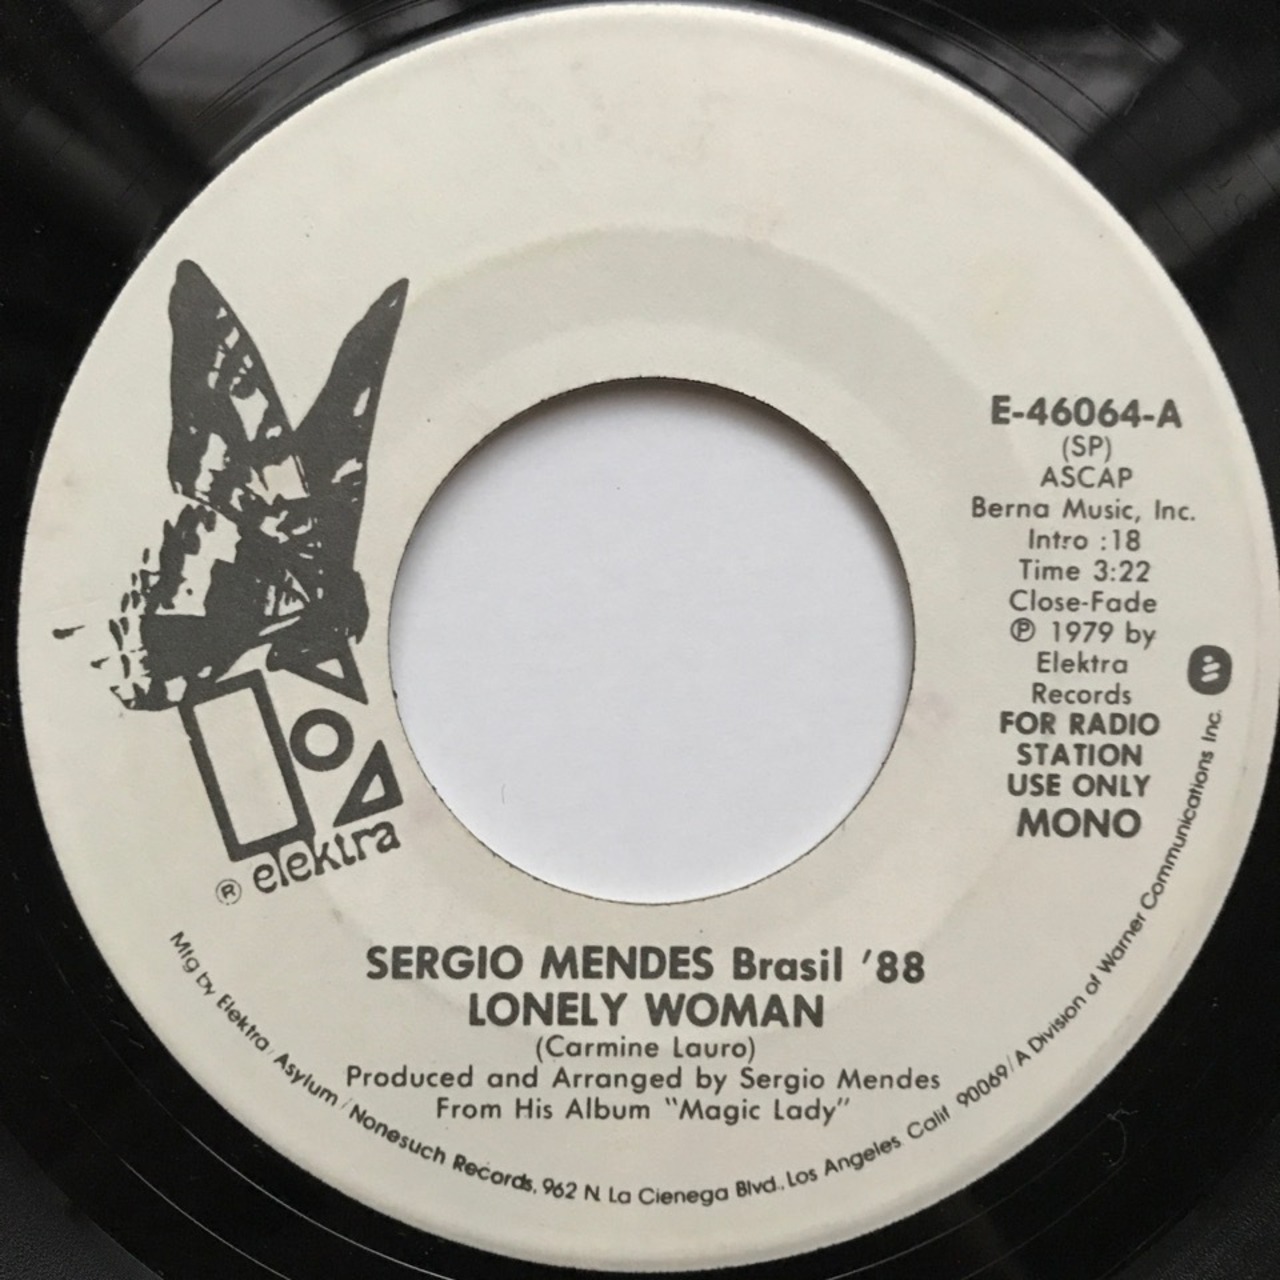 E-46064-A
(SP)
ASCAP
Berna Music, Inc.
Intro :18
Time 3:22
Close-Fade
℗ 1979 by
Elektra
Records
FOR RADIO
STATION
USE ONLY
MONO
® elektra
SERGIO MENDES Brasil '88
LONELY WOMAN
(Carmine Lauro)
Produced and Arranged by Sergio Mendes
From His Album "Magic Lady"
Mfg by Elektra/Asylum/Nonesuch Records, 962 N. La Cienega Blvd., Los Angeles, Calif. 90069/A Division of Warner Communications Inc.